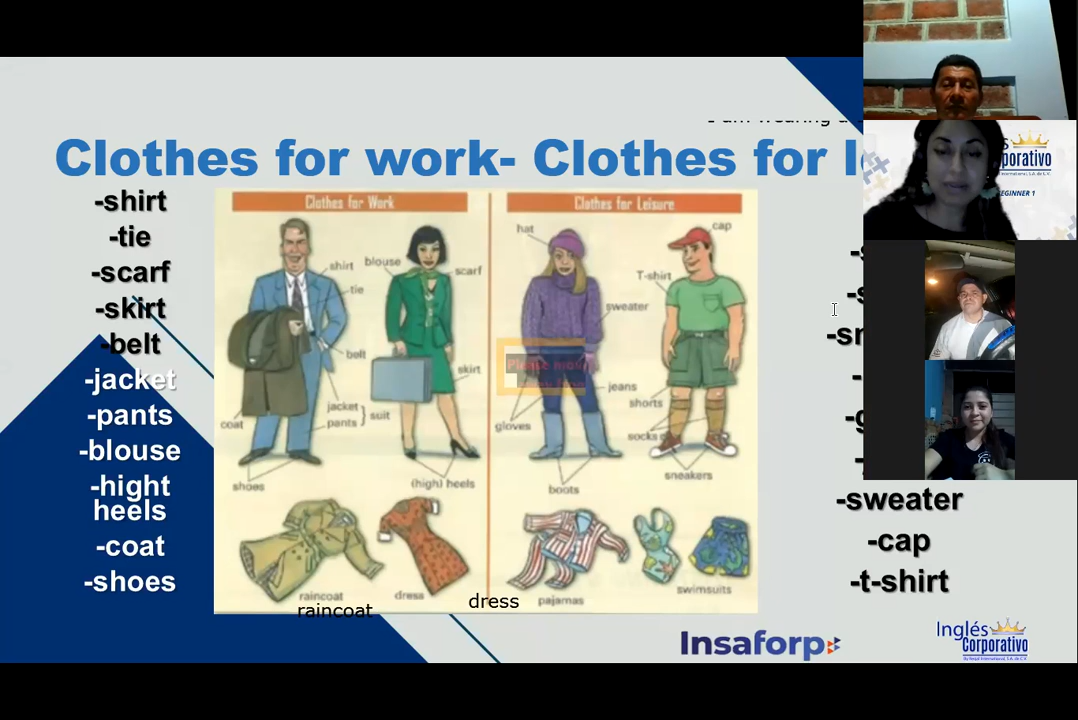 Clothes for work- Clothes for
-shirt
-tie
-scarf
-skirt
-belt
-jacket
-pants
-blouse
-hight
heels
-coat
-shoes
Clothes for Work
shirt
blouse
scarf
tie
belt
skirt
jacket
pants
suit
coat
shoes
(high) heels
raincoat
dress
raincoat
dress
Clothes for Leisure
hat
cap
T-shirt
sweater
jeans
shorts
gloves
socks
sneakers
boots
pajamas
swimsuits
-sweater
-cap
-t-shirt
Insaforp
Inglés
Corporativo
EGINNER 1